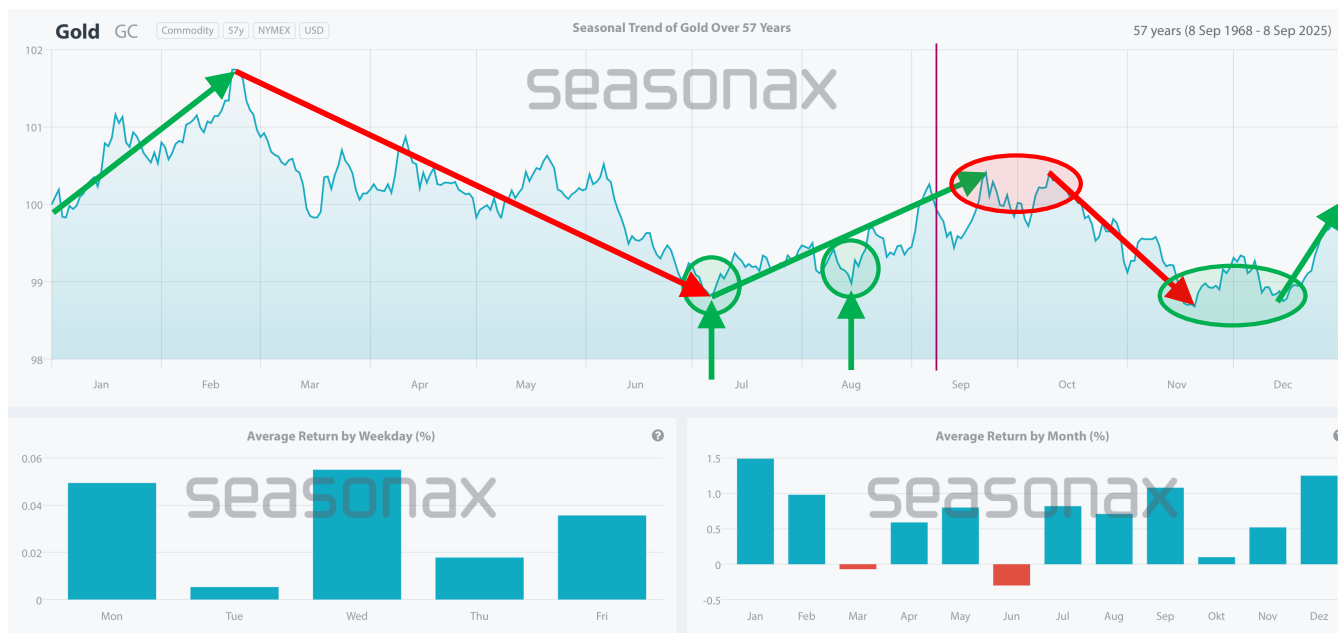 Gold GC Commodity 57y NYMEX USD Seasonal Trend of Gold Over 57 Years 57 years (8 Sep 1968 - 8 Sep 2025)
seasonax
102
101
100
99
98
Jan Feb Mar Apr May Jun Jul Aug Sep Oct Nov Dec
Average Return by Weekday (%) ?
seasonax
0.06
0.04
0.02
0
Mon Tue Wed Thu Fri
Average Return by Month (%) ?
seasonax
1.5
1.0
0.5
0
-0.5
Jan Feb Mar Apr May Jun Jul Aug Sep Okt Nov Dez